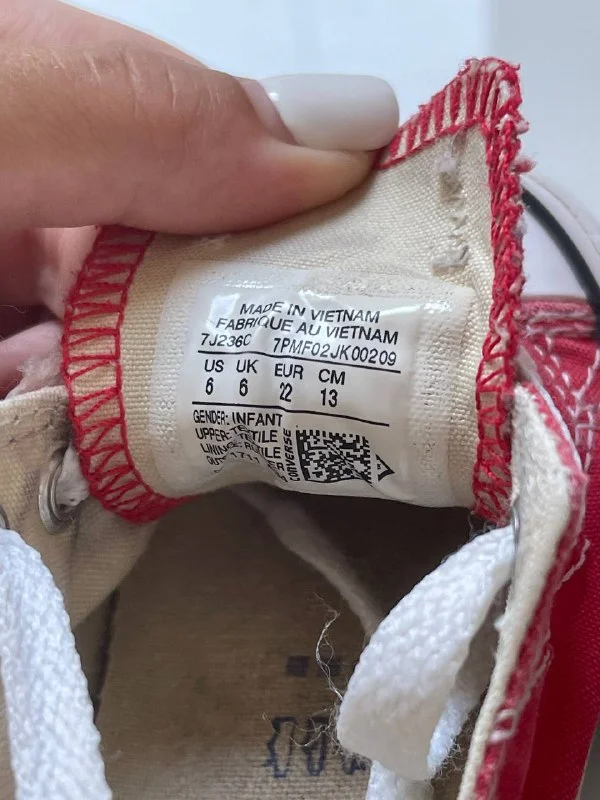 MADE IN VIETNAM
FABRIQUE AU VIETNAM
7J236C 7PMF02JK00209
US UK EUR CM
6 6 22 13
GENDER: INFANT
UPPER: TEXTILE
LINING: TEXTILE
1711
CONVERSE